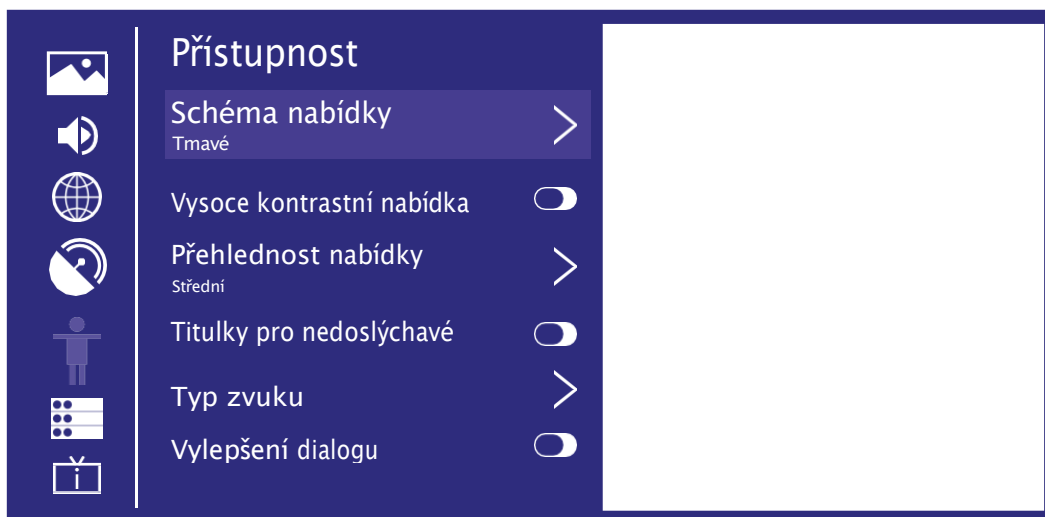 Přístupnost
Schéma nabídky
Tmavé
Vysoce kontrastní nabídka
Přehlednost nabídky
Střední
Titulky pro nedoslýchavé
Typ zvuku
Vylepšení dialogu
i